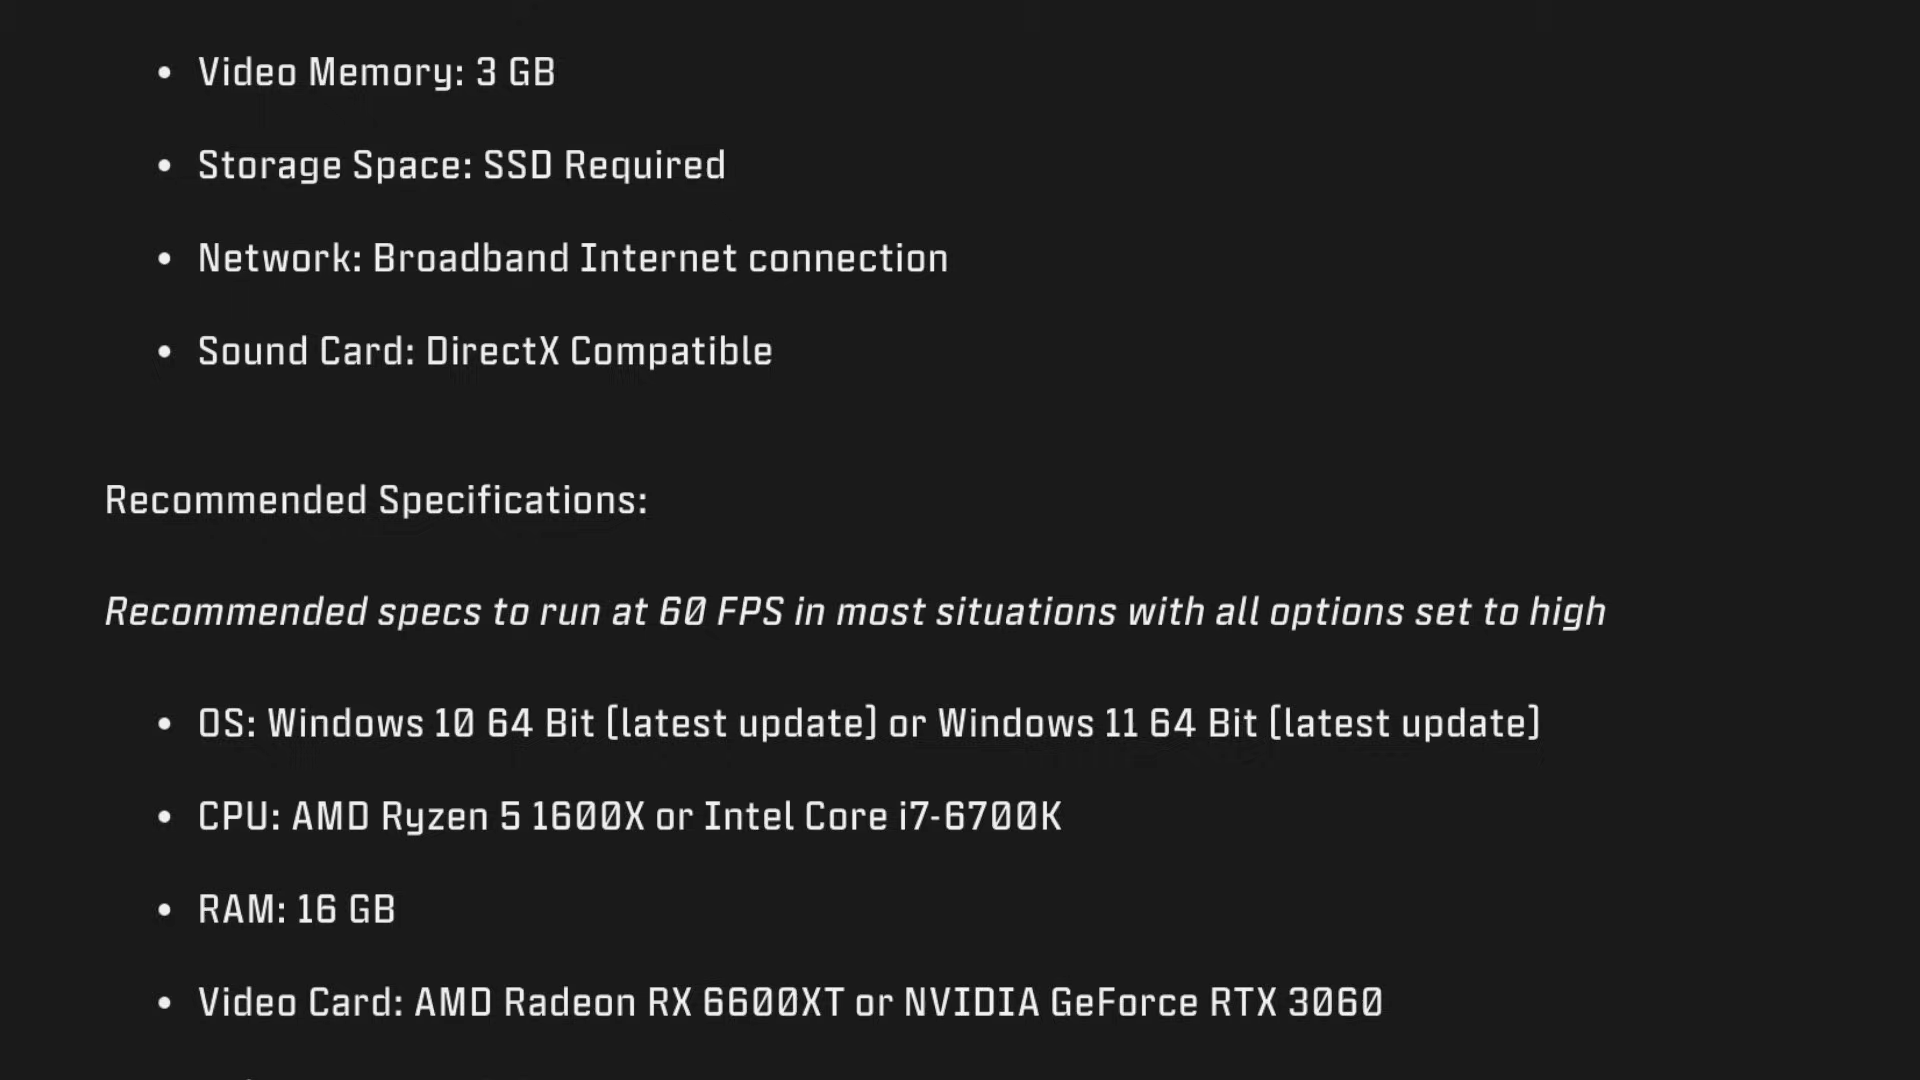 • Video Memory: 3 GB
• Storage Space: SSD Required
• Network: Broadband Internet connection
• Sound Card: DirectX Compatible
Recommended Specifications:
Recommended specs to run at 60 FPS in most situations with all options set to high
• OS: Windows 10 64 Bit (latest update) or Windows 11 64 Bit (latest update)
• CPU: AMD Ryzen 5 1600X or Intel Core i7-6700K
• RAM: 16 GB
• Video Card: AMD Radeon RX 6600XT or NVIDIA GeForce RTX 3060